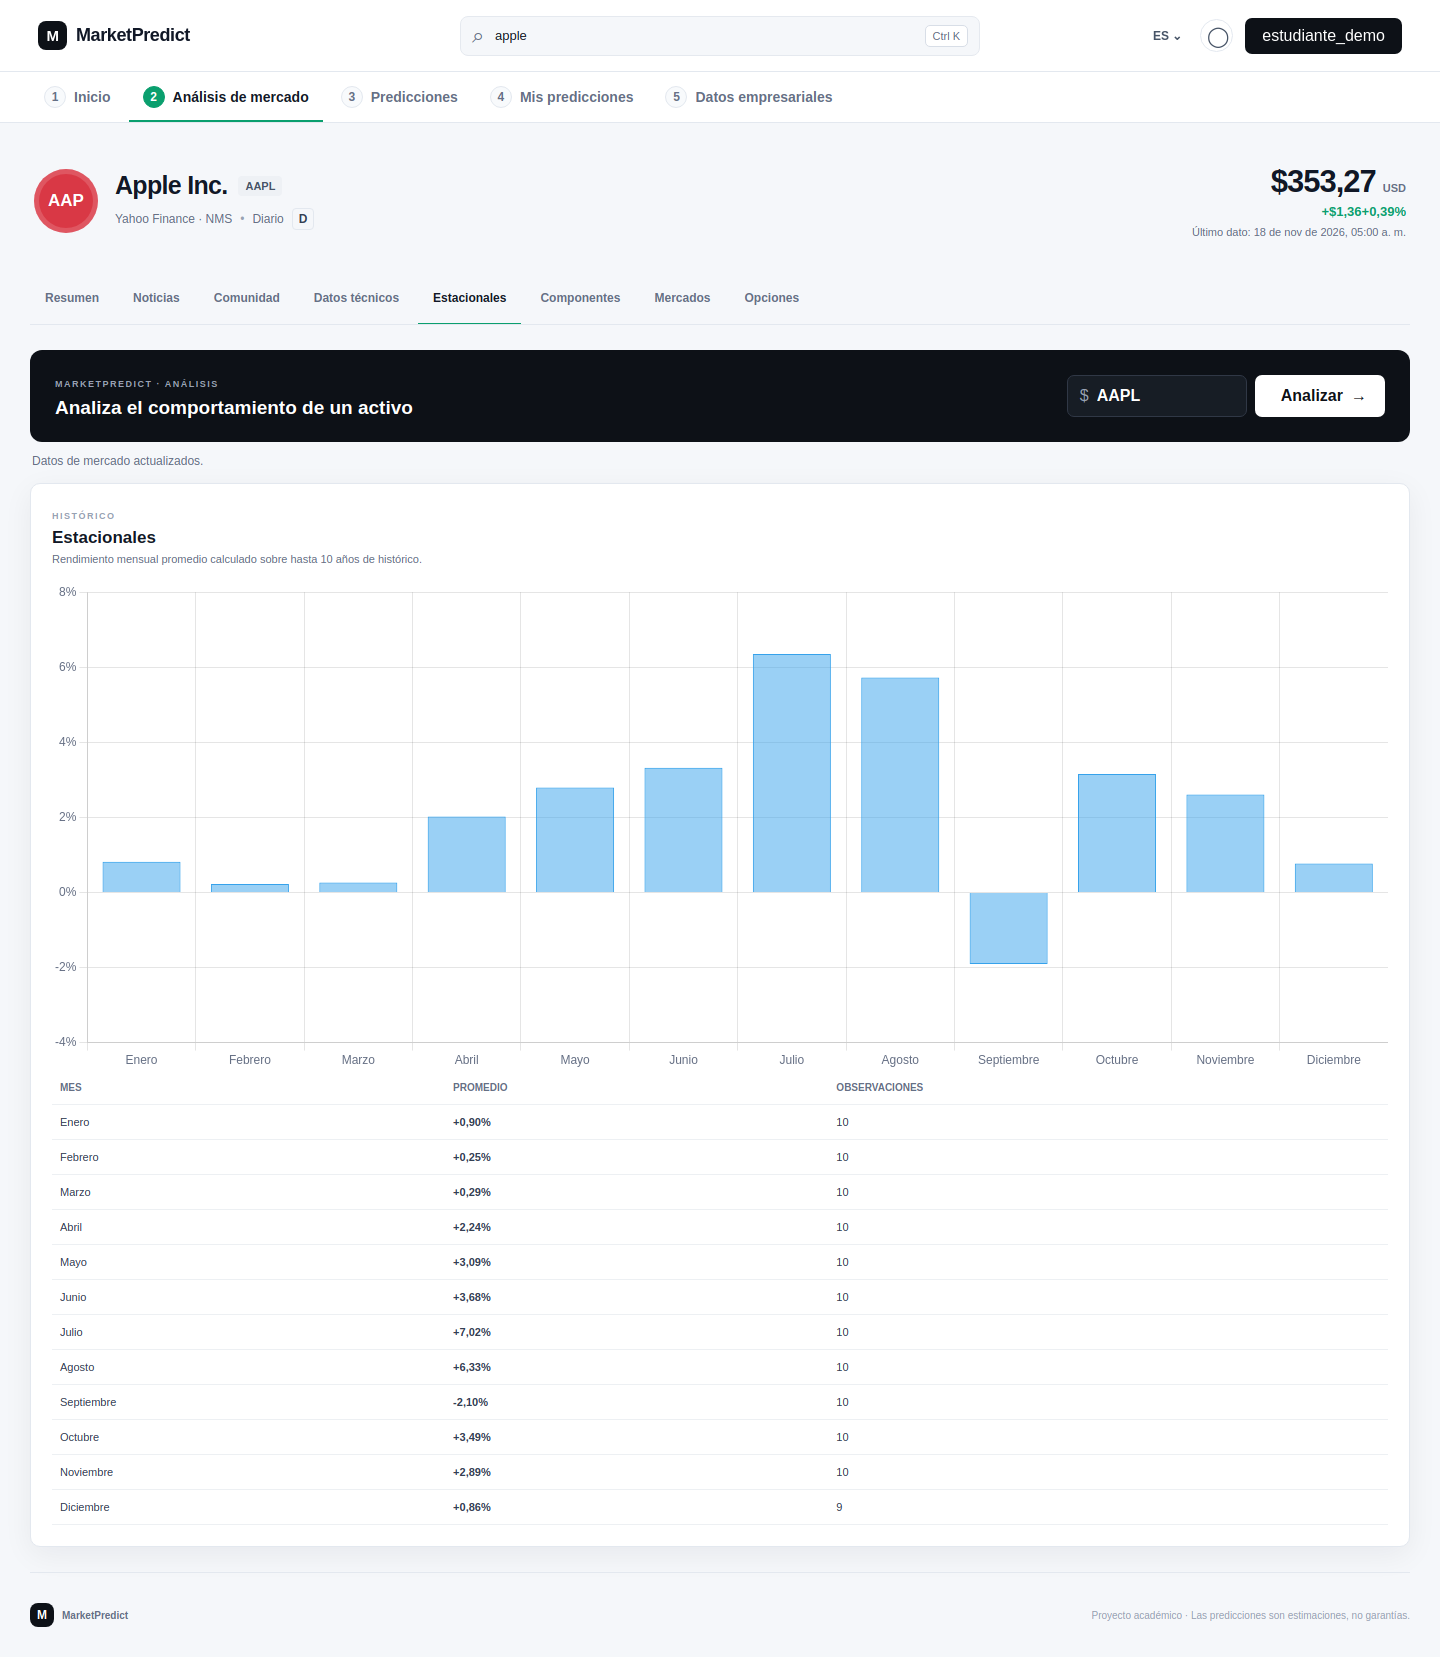 M MarketPredict
apple Ctrl K
ES
estudiante_demo
1 Inicio 2 Análisis de mercado 3 Predicciones 4 Mis predicciones 5 Datos empresariales
AAP
Apple Inc. AAPL
Yahoo Finance · NMS • Diario D
$353,27 USD
+$1,36+0,39%
Último dato: 18 de nov de 2026, 05:00 a. m.
Resumen Noticias Comunidad Datos técnicos Estacionales Componentes Mercados Opciones
MARKETPREDICT · ANÁLISIS
Analiza el comportamiento de un activo
$ AAPL
Analizar →
Datos de mercado actualizados.
HISTÓRICO
Estacionales
Rendimiento mensual promedio calculado sobre hasta 10 años de histórico.
8%
6%
4%
2%
0%
-2%
-4%
Enero Febrero Marzo Abril Mayo Junio Julio Agosto Septiembre Octubre Noviembre Diciembre
MES PROMEDIO OBSERVACIONES
Enero +0,90% 10
Febrero +0,25% 10
Marzo +0,29% 10
Abril +2,24% 10
Mayo +3,09% 10
Junio +3,68% 10
Julio +7,02% 10
Agosto +6,33% 10
Septiembre -2,10% 10
Octubre +3,49% 10
Noviembre +2,89% 10
Diciembre +0,86% 9
M MarketPredict
Proyecto académico · Las predicciones son estimaciones, no garantías.